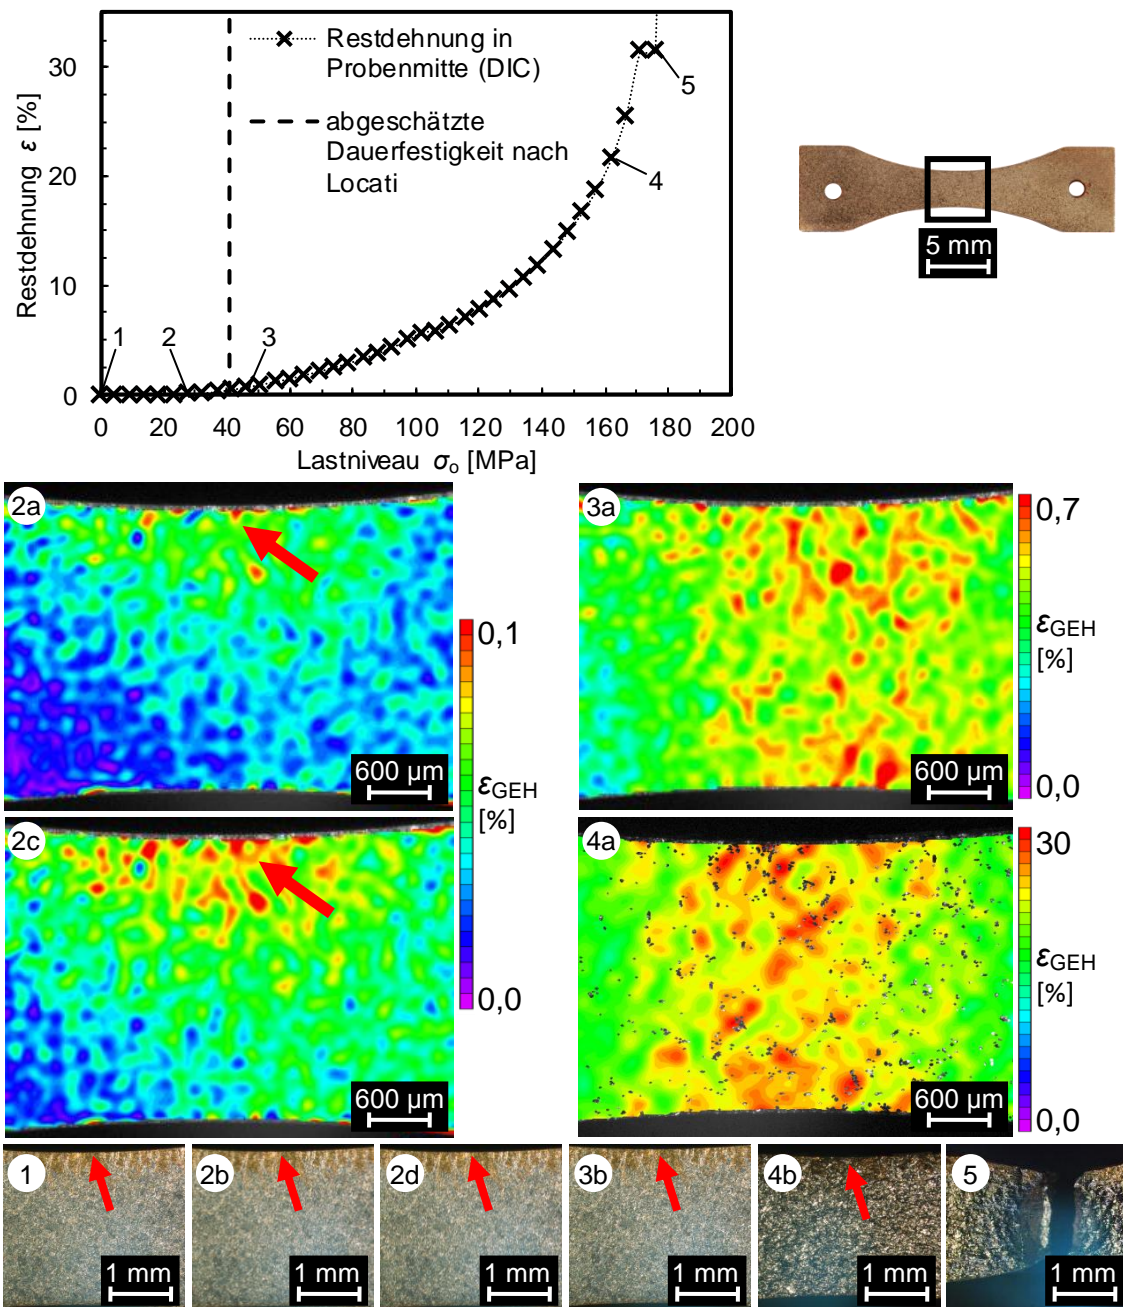 Restdehnung ε [%]
30
20
10
0
Restdehnung in
Probenmitte (DIC)
abgeschätzte
Dauerfestigkeit nach
Locati
1
2
3
4
5
0 20 40 60 80 100 120 140 160 180 200
Lastniveau σo [MPa]
5 mm
2a
600 µm
3a
600 µm
0,7
εGEH
[%]
0,0
0,1
εGEH
[%]
0,0
2c
600 µm
4a
600 µm
30
εGEH
[%]
0,0
1
1 mm
2b
1 mm
2d
1 mm
3b
1 mm
4b
1 mm
5
1 mm